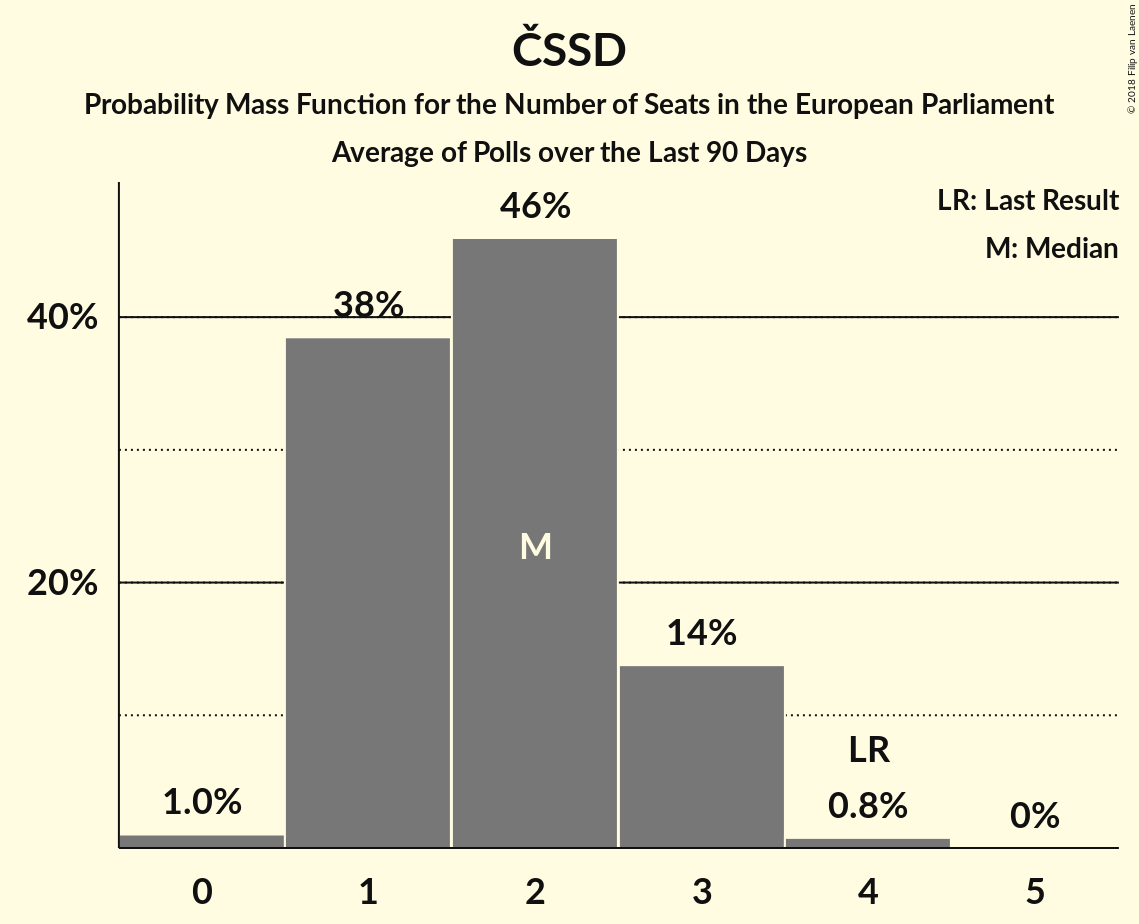 ČSSD
Probability Mass Function for the Number of Seats in the European Parliament
Average of Polls over the Last 90 Days
© 2018 Filip van Laenen
LR: Last Result
M: Median
46%
38%
40%
M
20%
14%
LR
1.0%
0.8%
0%
0 1 2 3 4 5